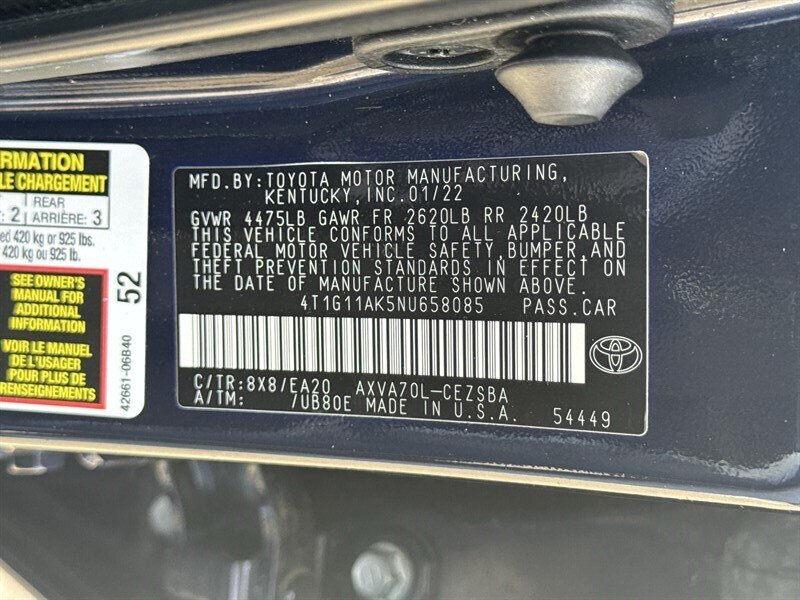 RMATION
LE CHARGEMENT
2
REAR
ARRIÈRE: 3
ed 420 kg or 925 lbs.
420 kg ou 925 lb.
SEE OWNER'S
MANUAL FOR
ADDITIONAL
INFORMATION
VOIR LE MANUEL
DE L'USAGER
POUR PLUS DE
RENSEIGNEMENTS
52
42661-06B40
MFD.BY:TOYOTA MOTOR MANUFACTURING,
KENTUCKY,INC.01/22
GVWR 4475LB GAWR FR 2620LB RR 2420LB
THIS VEHICLE CONFORMS TO ALL APPLICABLE
FEDERAL MOTOR VEHICLE SAFETY,BUMPER,AND
THEFT PREVENTION STANDARDS IN EFFECT ON
THE DATE OF MANUFACTURE SHOWN ABOVE.
4T1G11AK5NU658085 PASS.CAR
C/TR:8X8/EA20 AXVA70L-CEZSBA
A/TM: 7UB80E MADE IN U.S.A. 54449